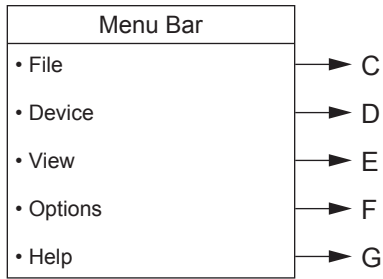 Menu Bar
• File C
• Device D
• View E
• Options F
• Help G